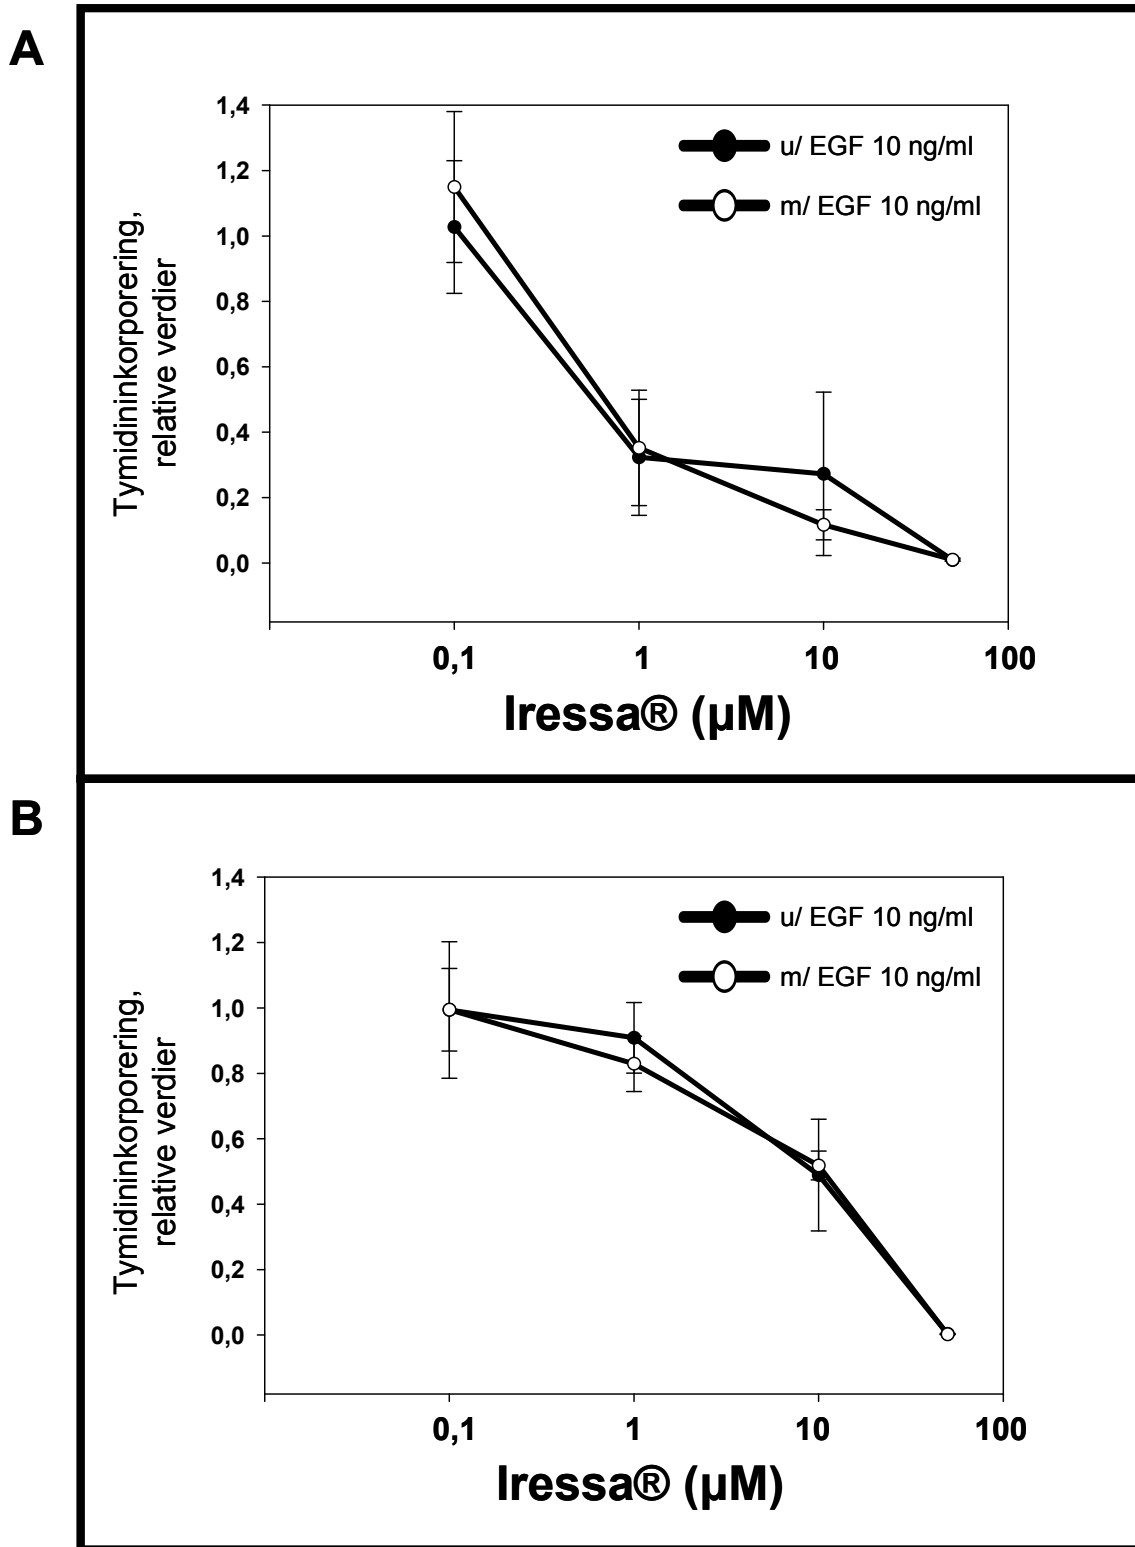 A
1,4
1,2
1,0
0,8
0,6
0,4
0,2
0,0
Tymidininkorporering,
relative verdier
u/ EGF 10 ng/ml
m/ EGF 10 ng/ml
0,1 1 10 100
Iressa® (µM)
B
1,4
1,2
1,0
0,8
0,6
0,4
0,2
0,0
Tymidininkorporering,
relative verdier
u/ EGF 10 ng/ml
m/ EGF 10 ng/ml
0,1 1 10 100
Iressa® (µM)